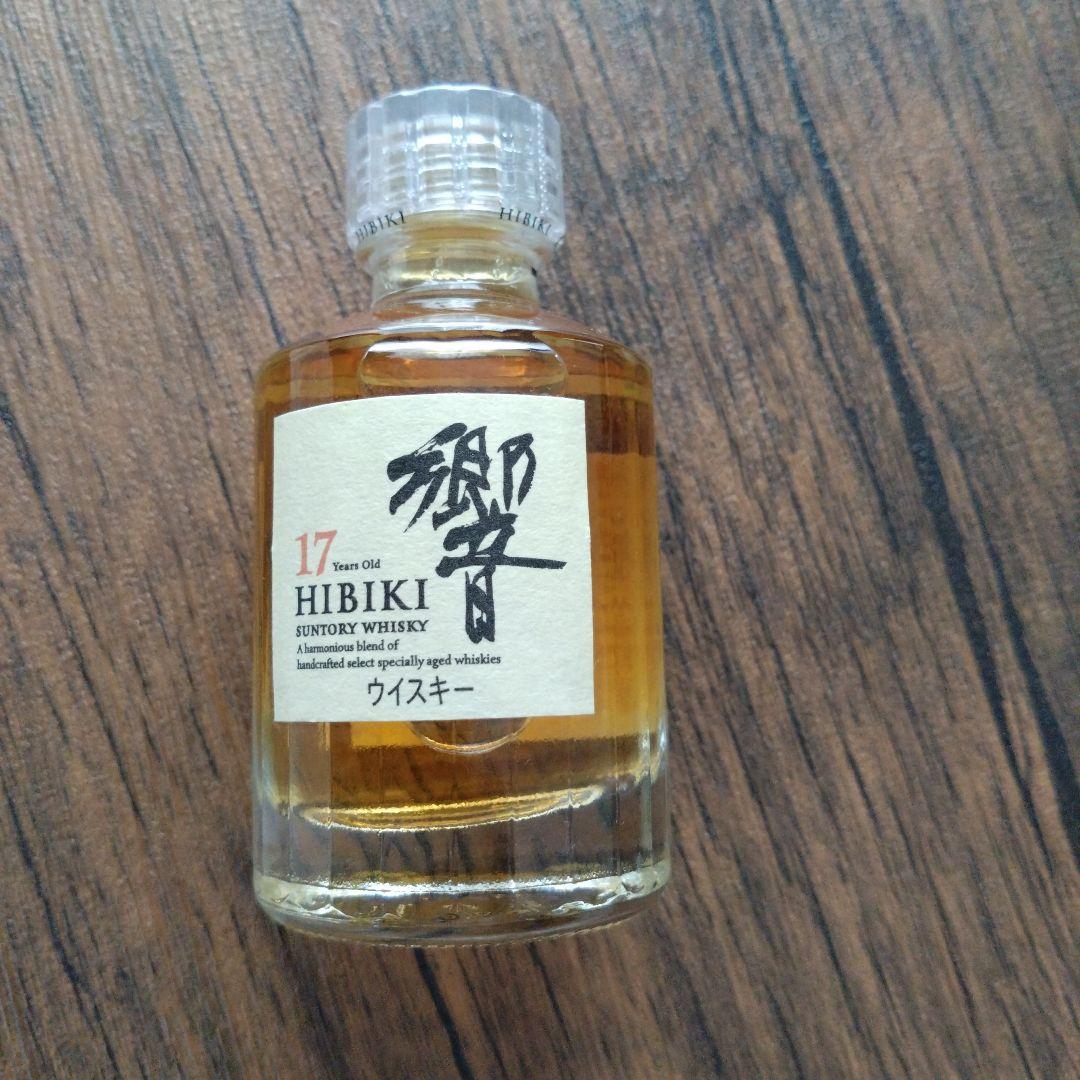 HIBIKI HIBIKI
響
17 Years Old
HIBIKI
SUNTORY WHISKY
A harmonious blend of
handcrafted select specially aged whiskies
ウイスキー